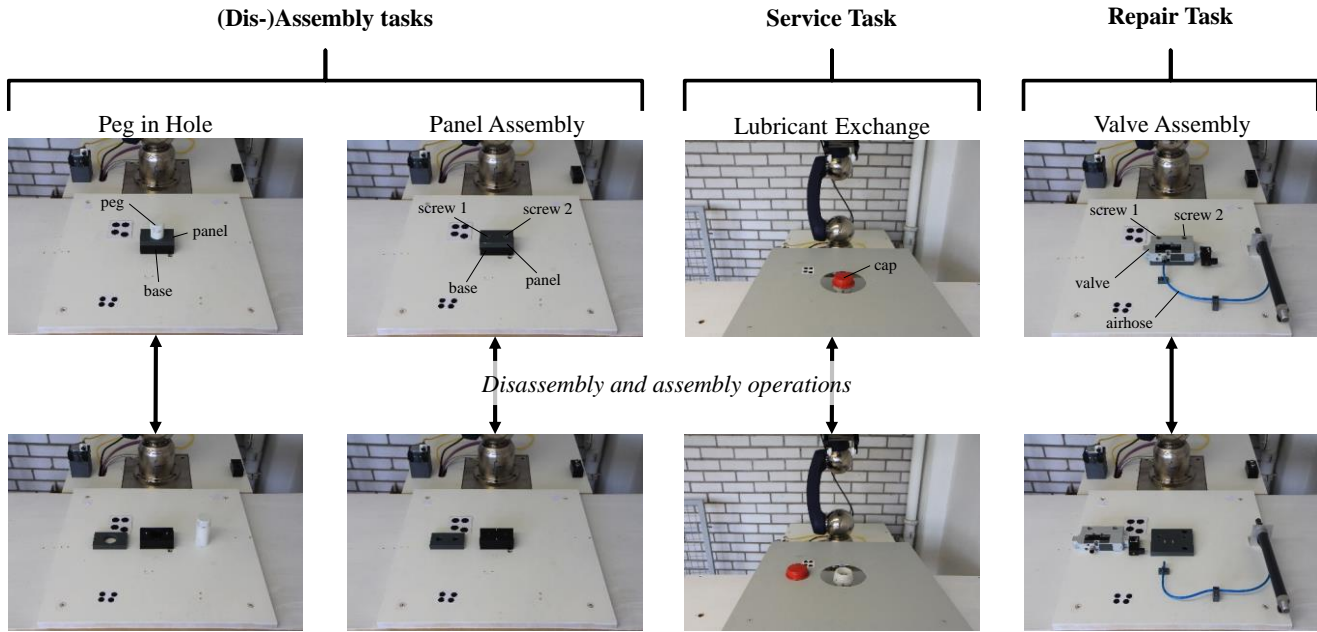 (Dis-)Assembly tasks
Service Task
Repair Task
Peg in Hole
Panel Assembly
Lubricant Exchange
Valve Assembly
peg
panel
base
screw 1
screw 2
base
panel
cap
screw 1
screw 2
valve
airhose
Disassembly and assembly operations